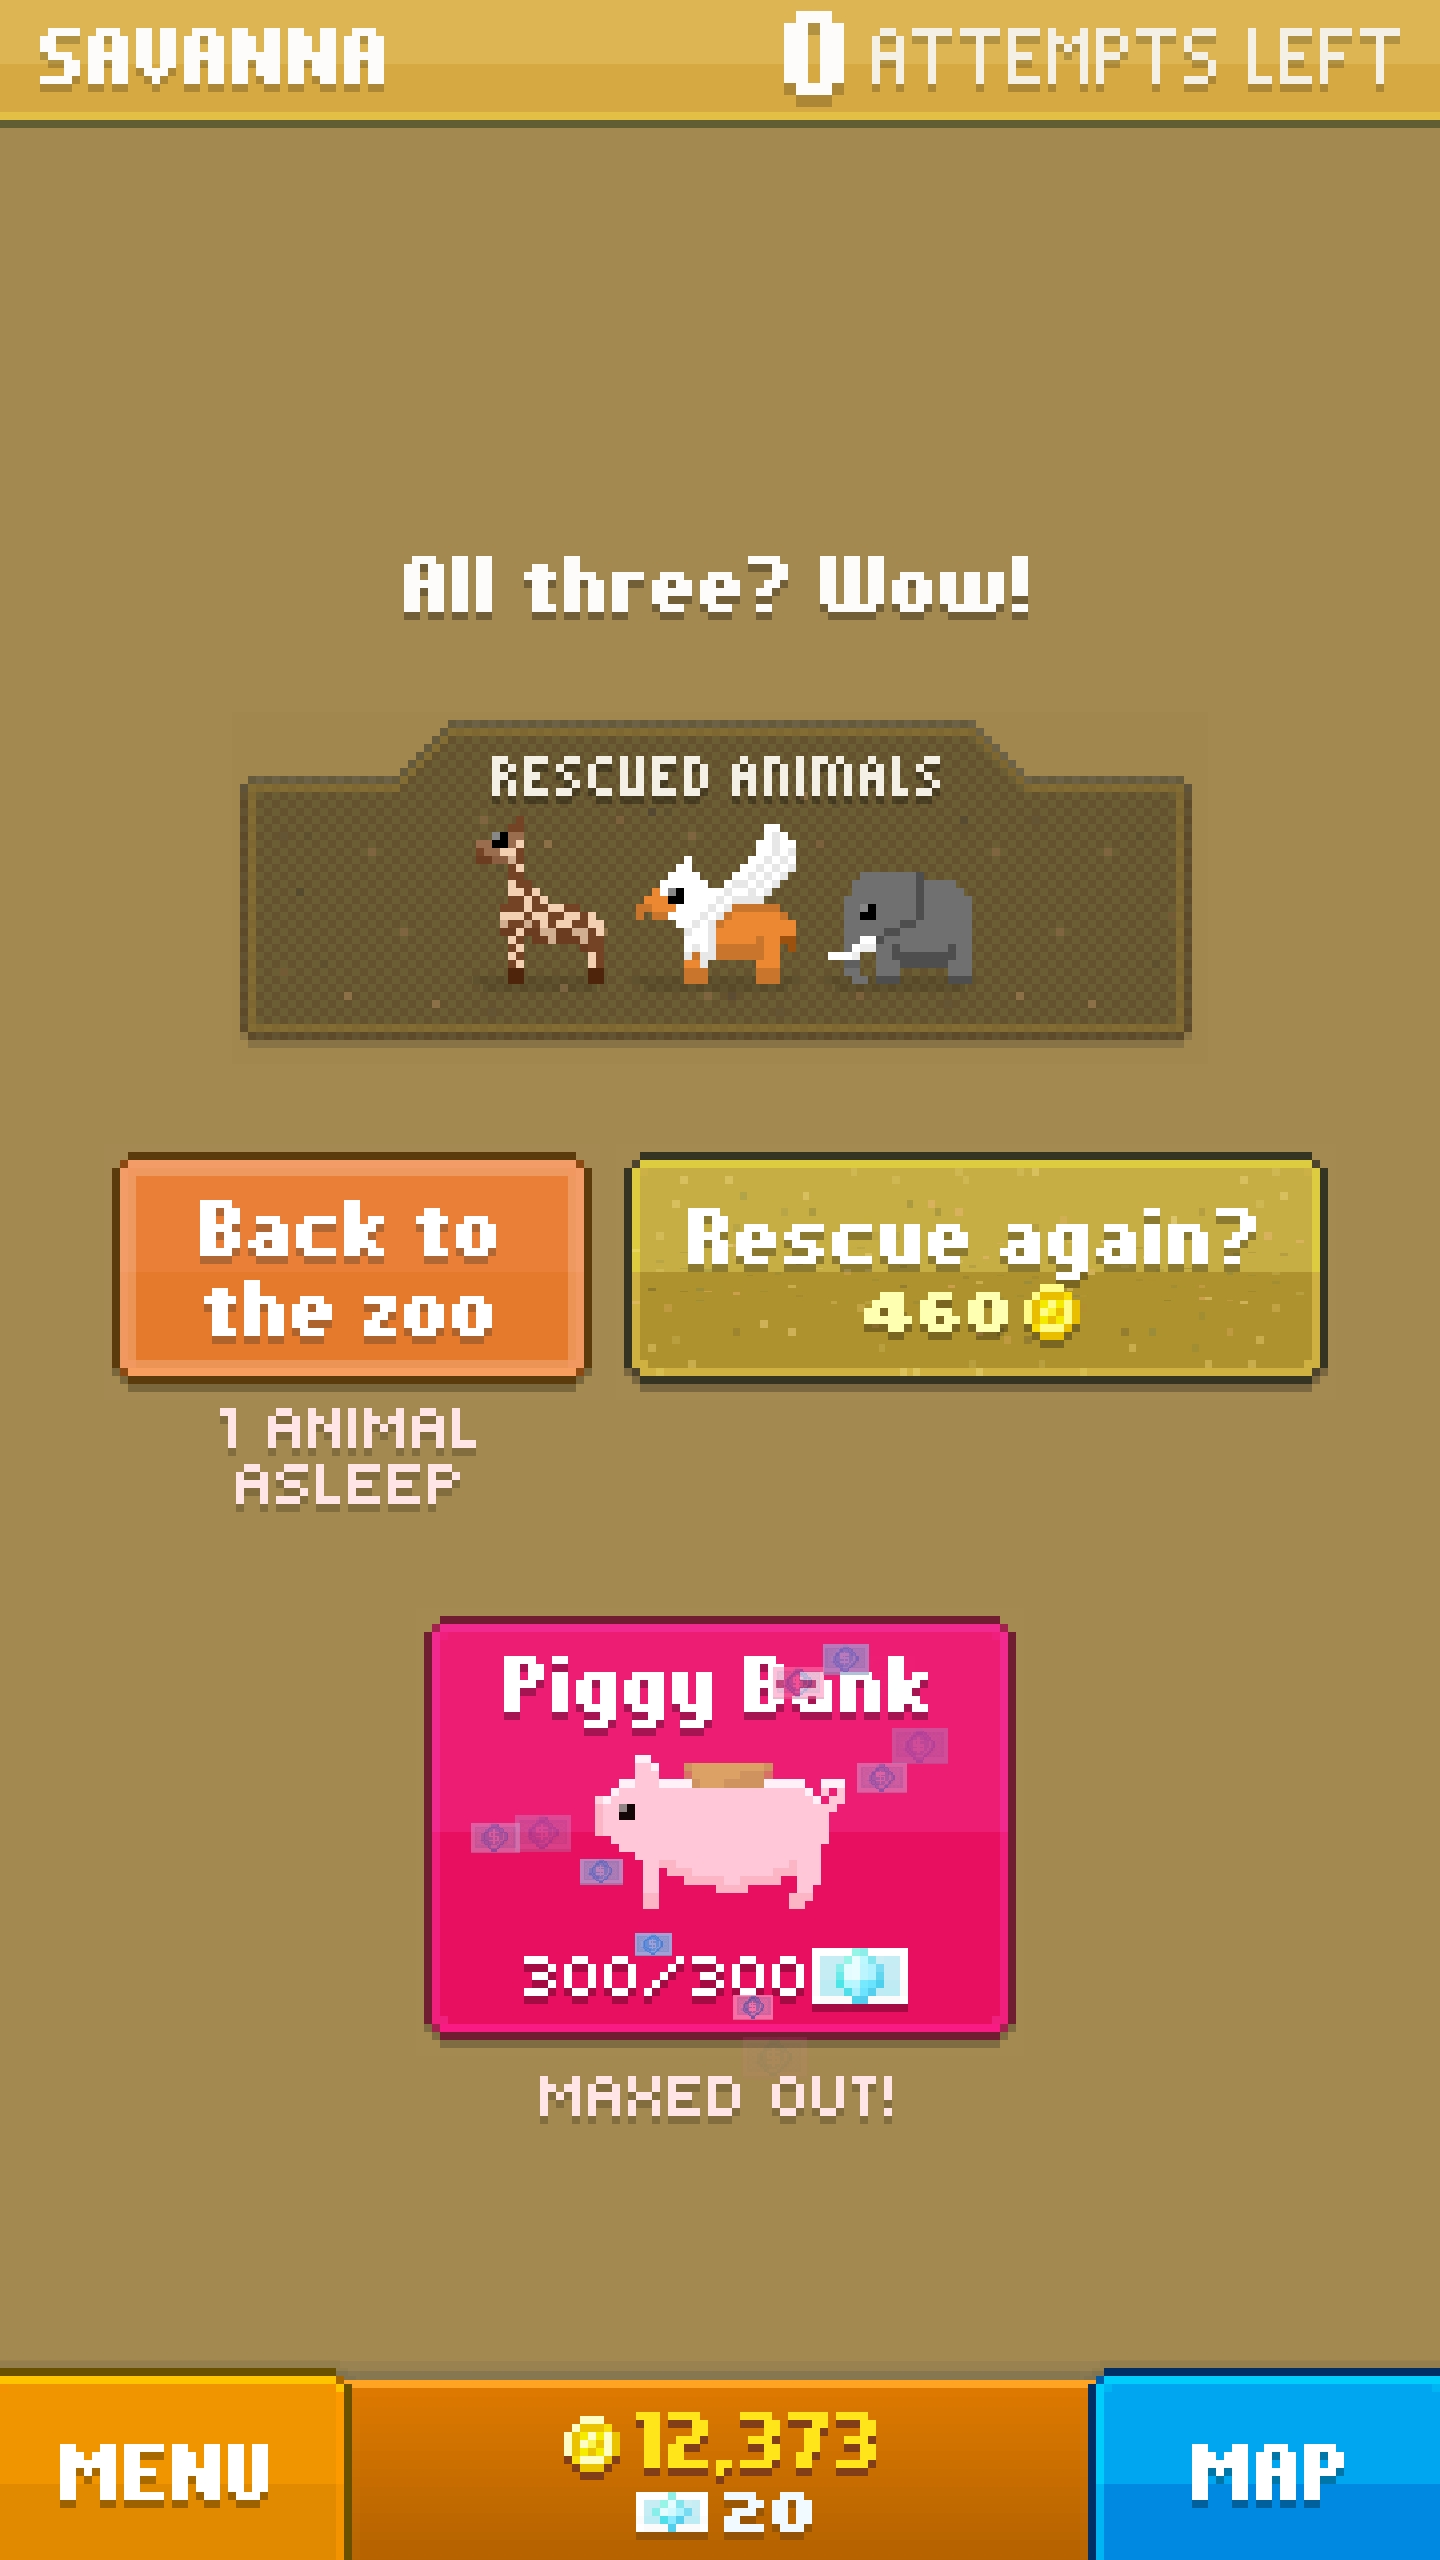 SAVANNA
0 ATTEMPTS LEFT
All three? Wow!
RESCUED ANIMALS
Back to
the zoo
Rescue again?
460
1 ANIMAL
ASLEEP
Piggy Bank
300/300
MAXED OUT!
MENU
12,373
20
MAP